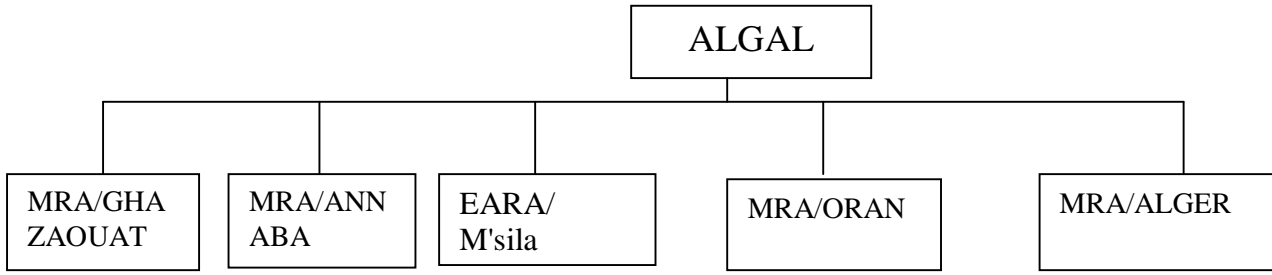 ALGAL
MRA/GHA
ZAOUAT
MRA/ANN
ABA
EARA/
M'sila
MRA/ORAN
MRA/ALGER